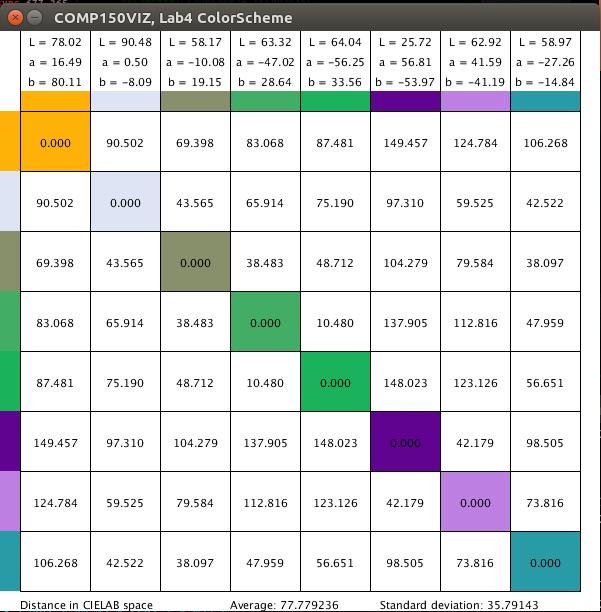 COMP150VIZ, Lab4 ColorScheme
L = 78.02 L = 90.48 L = 58.17 L = 63.32 L = 64.04 L = 25.72 L = 62.92 L = 58.97
a = 16.49 a = 0.50 a = -10.08 a = -47.02 a = -56.25 a = 56.81 a = 41.59 a = -27.26
b = 80.11 b = -8.09 b = 19.15 b = 28.64 b = 33.56 b = -53.97 b = -41.19 b = -14.84
0.000 90.502 69.398 83.068 87.481 149.457 124.784 106.268
90.502 0.000 43.565 65.914 75.190 97.310 59.525 42.522
69.398 43.565 0.000 38.483 48.712 104.279 79.584 38.097
83.068 65.914 38.483 0.000 10.480 137.905 112.816 47.959
87.481 75.190 48.712 10.480 0.000 148.023 123.126 56.651
149.457 97.310 104.279 137.905 148.023 0.000 42.179 98.505
124.784 59.525 79.584 112.816 123.126 42.179 0.000 73.816
106.268 42.522 38.097 47.959 56.651 98.505 73.816 0.000
Distance in CIELAB space Average: 77.779236 Standard deviation: 35.79143